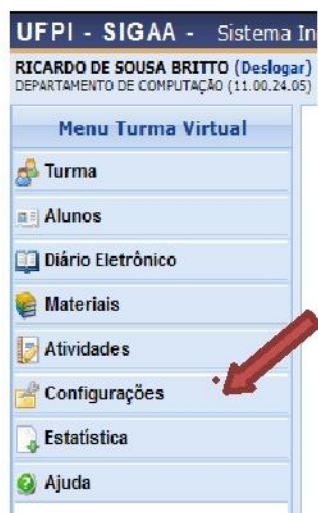 UFPI - SIGAA - Sistema In
RICARDO DE SOUSA BRITTO (Deslogar)
DEPARTAMENTO DE COMPUTAÇÃO (11.00.24.05)
Menu Turma Virtual
Turma
Alunos
Diário Eletrônico
Materiais
Atividades
Configurações
Estatística
Ajuda